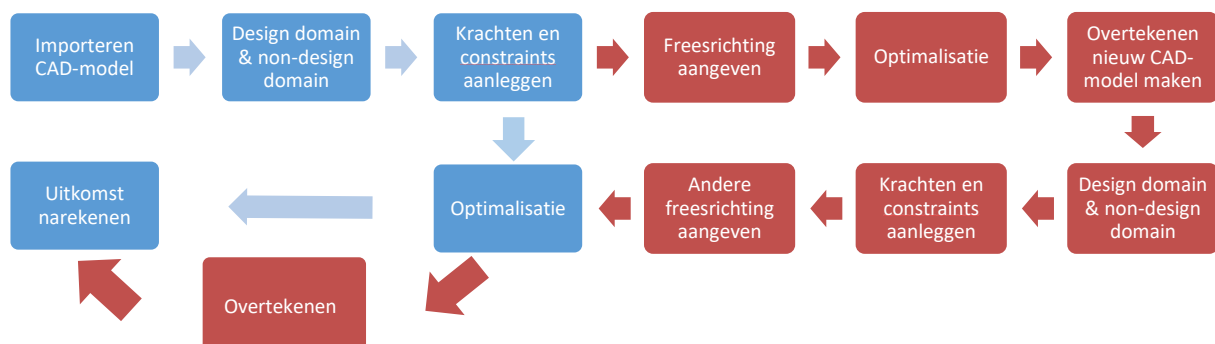 Importeren
CAD-model
Design domain
& non-design
domain
Krachten en
constraints
aanleggen
Freesrichting
aangeven
Optimalisatie
Overtekenen
nieuw CAD-
model maken
Uitkomst
narekenen
Optimalisatie
Andere
freesrichting
aangeven
Krachten en
constraints
aanleggen
Design domain
& non-design
domain
Overtekenen